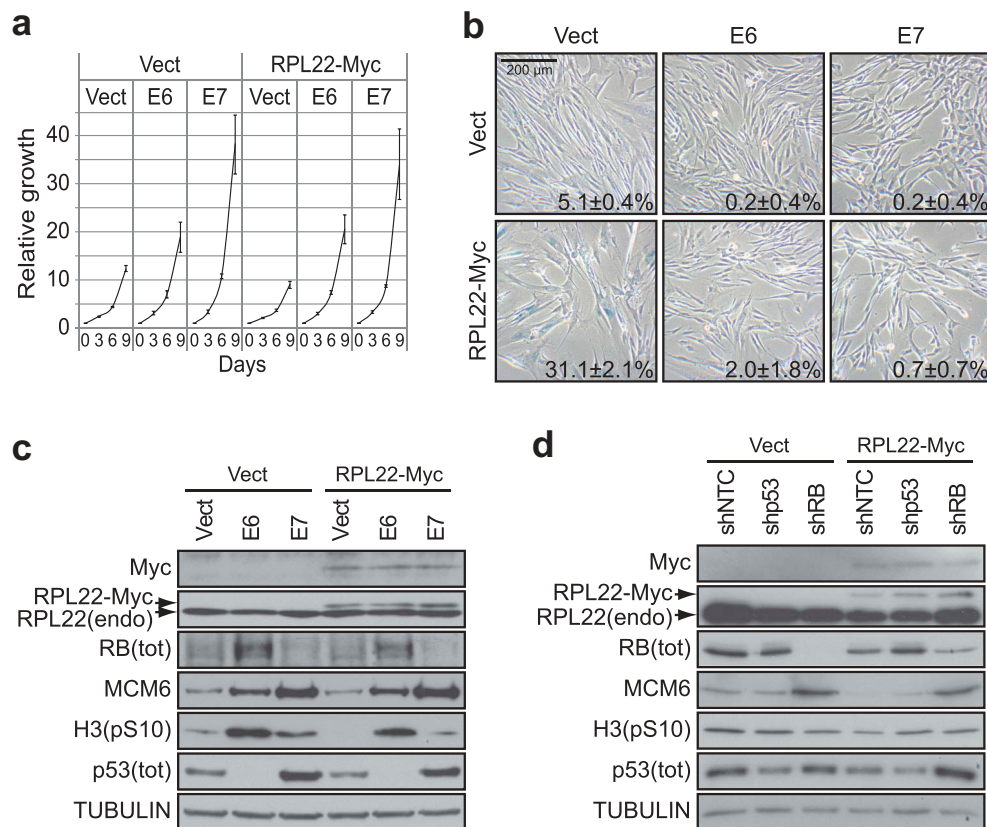 a
Vect RPL22-Myc
Vect E6 E7 Vect E6 E7
Relative growth
40
30
20
10
0
0 3 6 9 0 3 6 9 0 3 6 9 0 3 6 9 0 3 6 9 0 3 6 9
Days
b
Vect E6 E7
Vect
200 µm
5.1±0.4% 0.2±0.4% 0.2±0.4%
RPL22-Myc
31.1±2.1% 2.0±1.8% 0.7±0.7%
c
Vect RPL22-Myc
Vect E6 E7 Vect E6 E7
Myc
RPL22-Myc
RPL22(endo)
RB(tot)
MCM6
H3(pS10)
p53(tot)
TUBULIN
d
Vect RPL22-Myc
shNTC shp53 shRB shNTC shp53 shRB
Myc
RPL22-Myc
RPL22(endo)
RB(tot)
MCM6
H3(pS10)
p53(tot)
TUBULIN